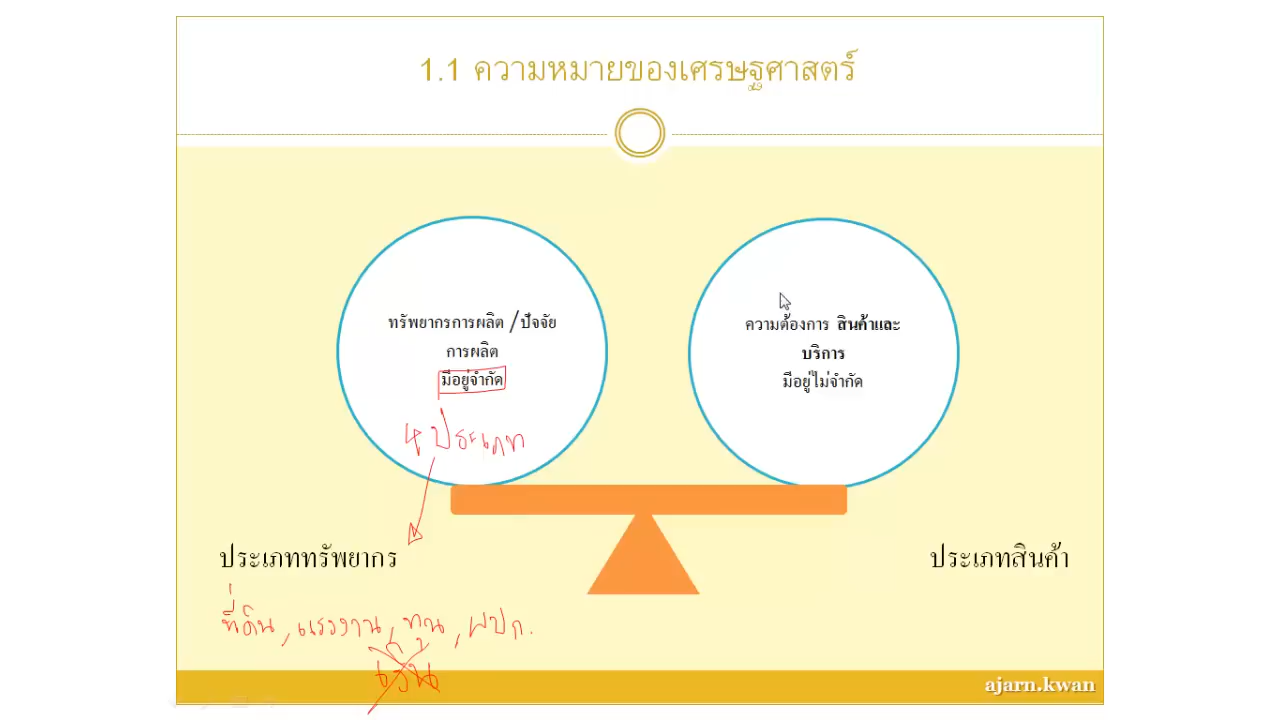 1.1 ความหมายของเศรษฐศาสตร์
ทรัพยากรการผลิต /ปัจจัย
การผลิต
มีอยู่จำกัด
4 ประเภท
ความต้องการ สินค้าและ
บริการ
มีอยู่ไม่จำกัด
ประเภททรัพยากร
ที่ดิน, แรงงาน, ทุน, ผปก.
เงิน
ประเภทสินค้า
ajarn.kwan